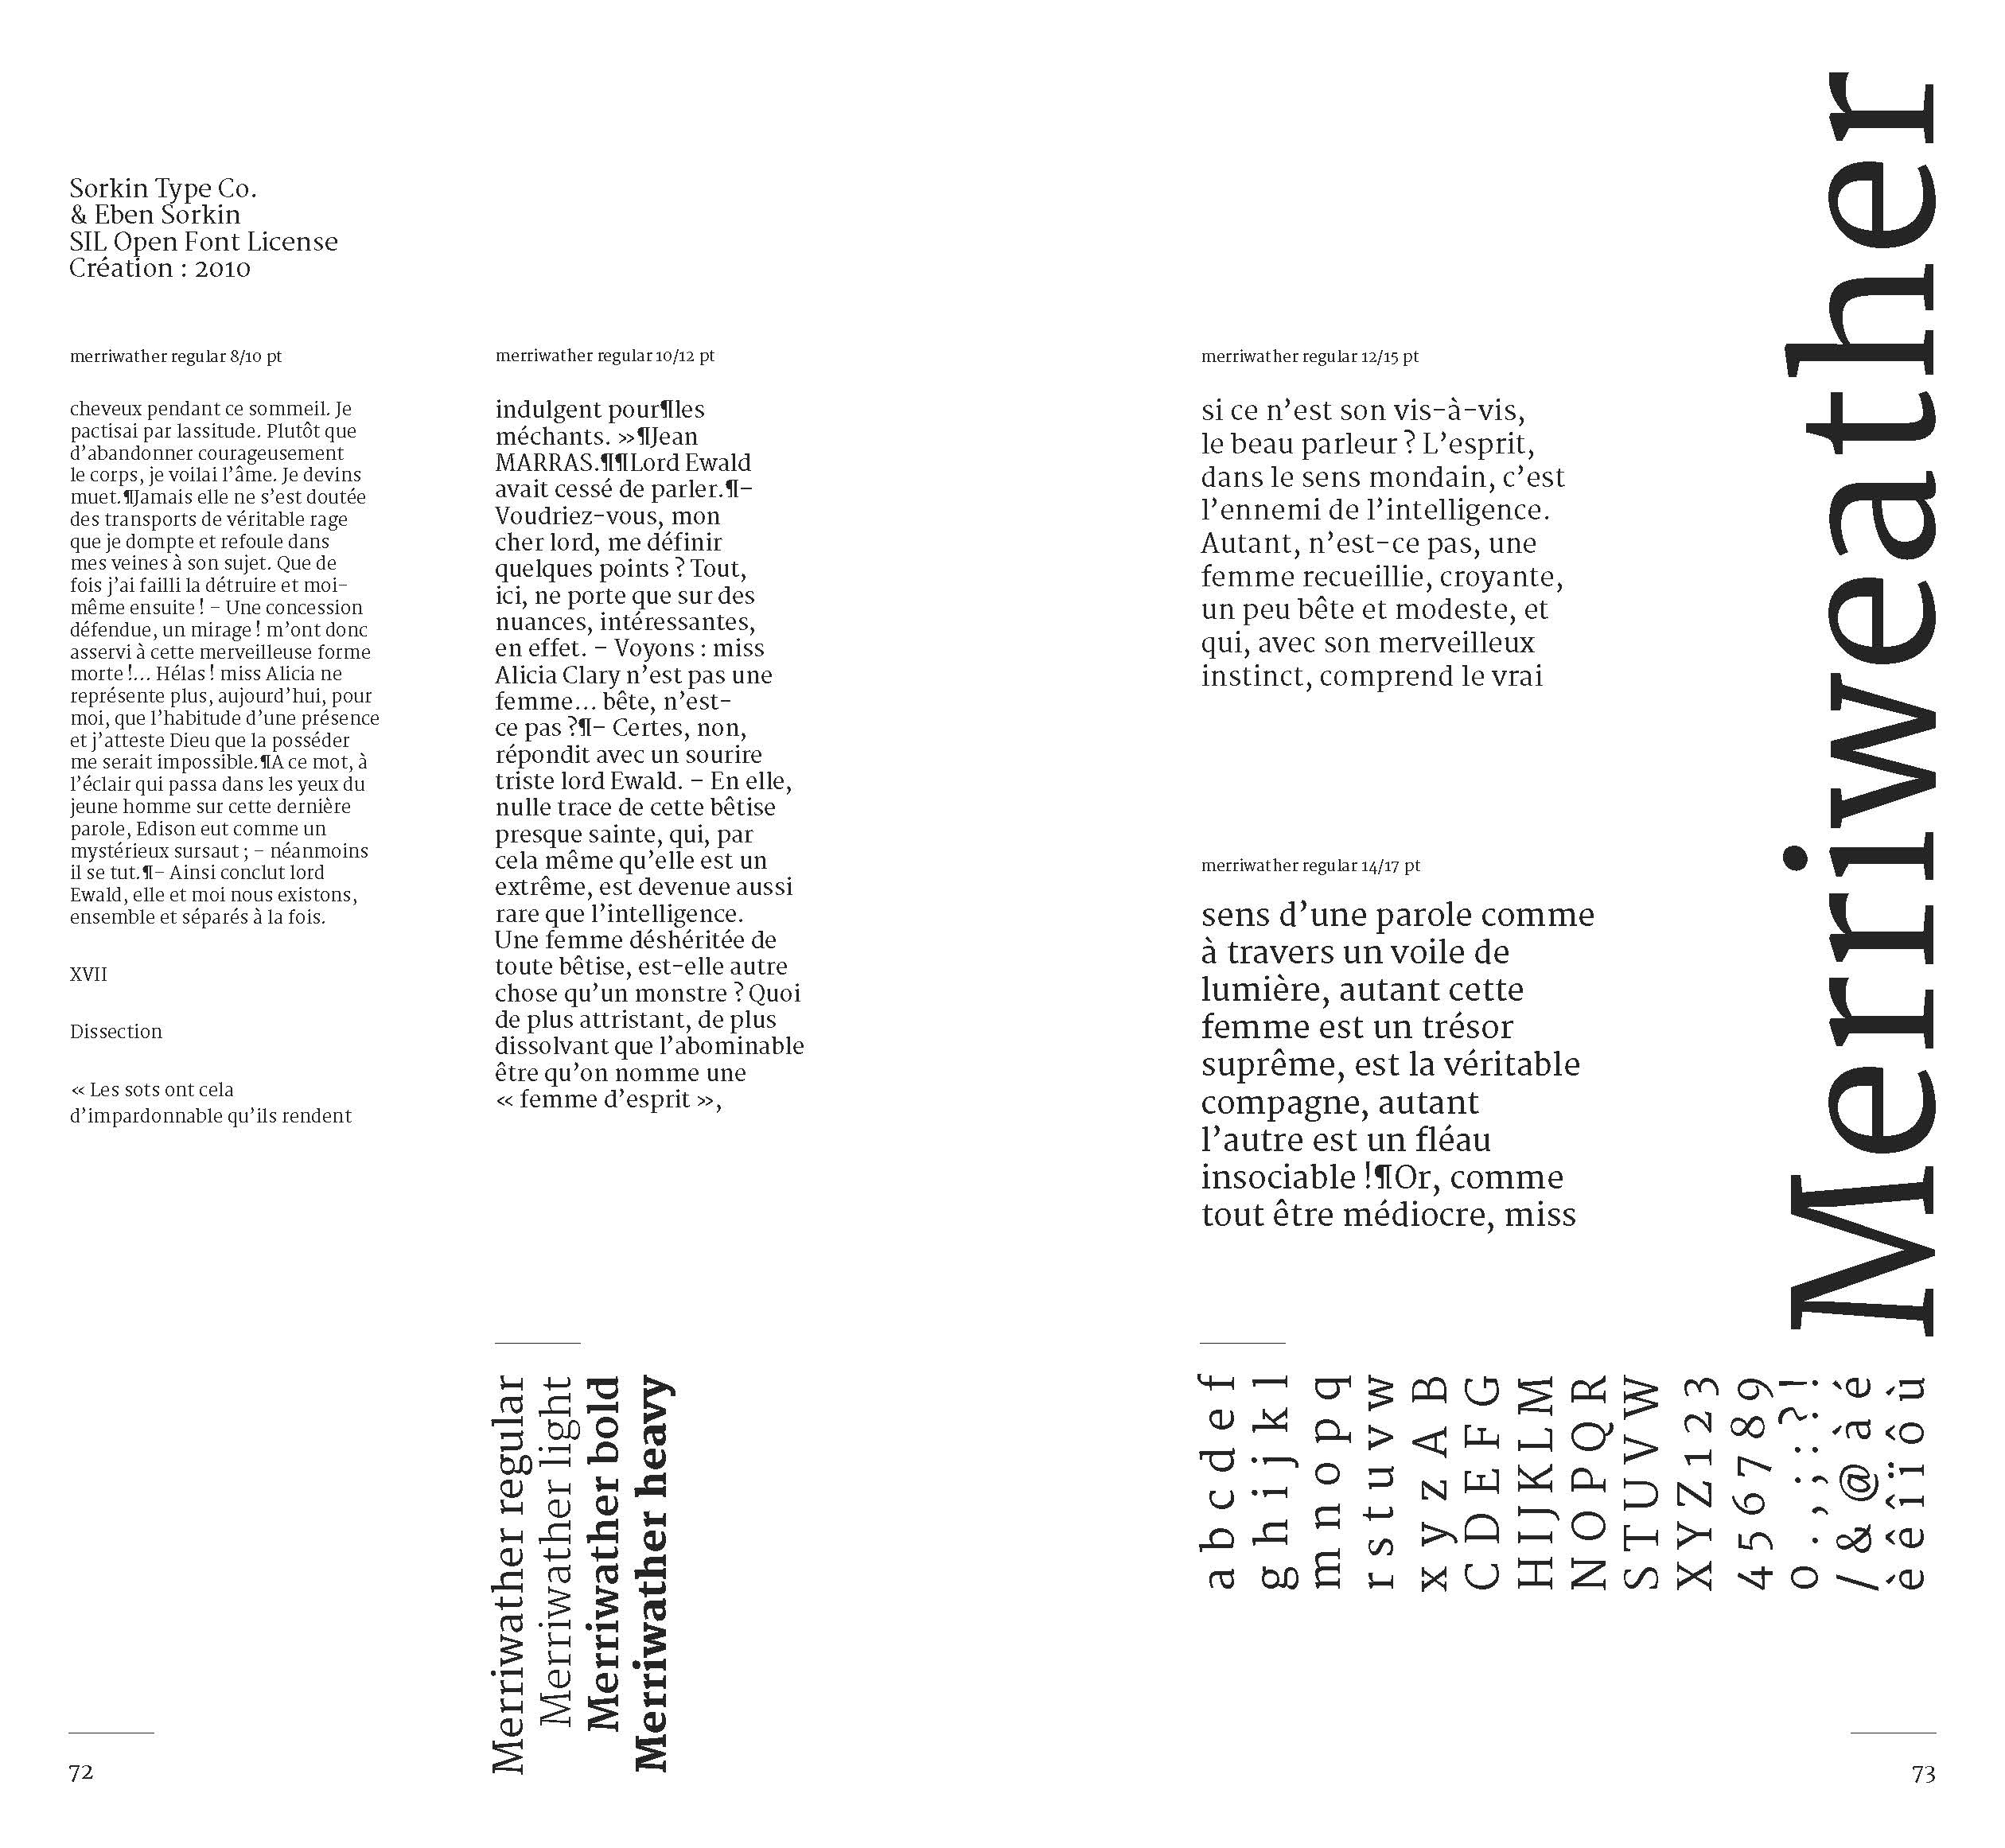 Sorkin Type Co.
& Eben Sorkin
SIL Open Font License
Création : 2010
merriwather regular 8/10 pt
cheveux pendant ce sommeil. Je
pactisai par lassitude. Plutôt que
d’abandonner courageusement
le corps, je voilai l’âme. Je devins
muet.¶Jamais elle ne s’est doutée
des transports de véritable rage
que je dompte et refoule dans
mes veines à son sujet. Que de
fois j’ai failli la détruire et moi-
même ensuite ! – Une concession
défendue, un mirage ! m’ont donc
asservi à cette merveilleuse forme
morte !… Hélas ! miss Alicia ne
représente plus, aujourd’hui, pour
moi, que l’habitude d’une présence
et j’atteste Dieu que la posséder
me serait impossible.¶A ce mot, à
l’éclair qui passa dans les yeux du
jeune homme sur cette dernière
parole, Edison eut comme un
mystérieux sursaut ; – néanmoins
il se tut.¶– Ainsi conclut lord
Ewald, elle et moi nous existons,
ensemble et séparés à la fois.
XVII
Dissection
« Les sots ont cela
d’impardonnable qu’ils rendent
merriwather regular 10/12 pt
indulgent pour¶les
méchants. »¶Jean
MARRAS.¶¶Lord Ewald
avait cessé de parler.¶–
Voudriez-vous, mon
cher lord, me définir
quelques points ? Tout,
ici, ne porte que sur des
nuances, intéressantes,
en effet. – Voyons : miss
Alicia Clary n’est pas une
femme… bête, n’est-
ce pas ?¶– Certes, non,
répondit avec un sourire
triste lord Ewald. – En elle,
nulle trace de cette bêtise
presque sainte, qui, par
cela même qu’elle est un
extrême, est devenue aussi
rare que l’intelligence.
Une femme déshéritée de
toute bêtise, est-elle autre
chose qu’un monstre ? Quoi
de plus attristant, de plus
dissolvant que l’abominable
être qu’on nomme une
« femme d’esprit »,
Merriwather regular
Merriwather light
Merriwather bold
Merriwather heavy
72
merriwather regular 12/15 pt
si ce n’est son vis-à-vis,
le beau parleur ? L’esprit,
dans le sens mondain, c’est
l’ennemi de l’intelligence.
Autant, n’est-ce pas, une
femme recueillie, croyante,
un peu bête et modeste, et
qui, avec son merveilleux
instinct, comprend le vrai
merriwather regular 14/17 pt
sens d’une parole comme
à travers un voile de
lumière, autant cette
femme est un trésor
suprême, est la véritable
compagne, autant
l’autre est un fléau
insociable !¶Or, comme
tout être médiocre, miss
Merriweather
a b c d e f
g h i j k l
m n o p q
r s t u v w
x y z A B
C D E F G
H I J K L M
N O P Q R
S T U V W
X Y Z 1 2 3
4 5 6 7 8 9
0 . , ; : ? !
/ & @ à é
è ê î ï ô ù
73